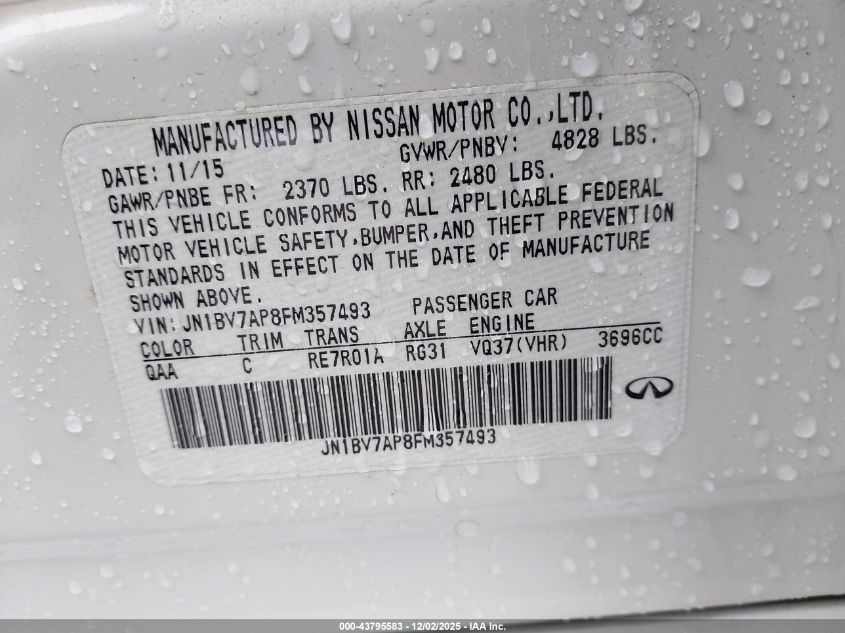 MANUFACTURED BY NISSAN MOTOR CO.,LTD.
DATE: 11/15 GVWR/PNBV: 4828 LBS.
GAWR/PNBE FR: 2370 LBS. RR: 2480 LBS.
THIS VEHICLE CONFORMS TO ALL APPLICABLE FEDERAL
MOTOR VEHICLE SAFETY,BUMPER,AND THEFT PREVENTION
STANDARDS IN EFFECT ON THE DATE OF MANUFACTURE
SHOWN ABOVE.
VIN: JN1BV7AP8FM357493 PASSENGER CAR
COLOR TRIM TRANS AXLE ENGINE
QAA C RE7R01A RG31 VQ37(VHR) 3696CC
JN1BV7AP8FM357493
000-43795583 - 12/02/2025 - IAA Inc.